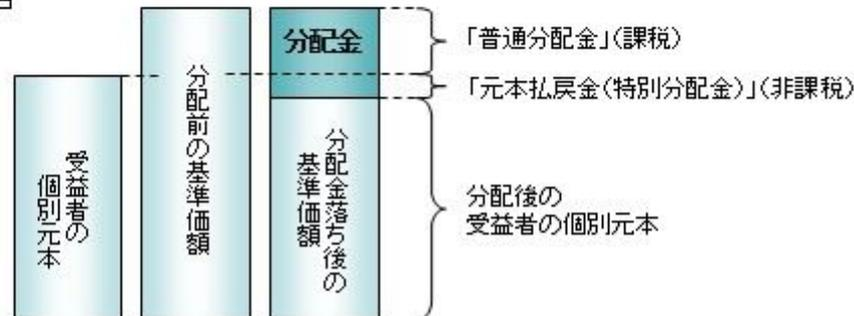 受益者の
個別元本
分配前の基準価額
分配金
分配金落ち後の
基準価額
「普通分配金」(課税)
「元本払戻金(特別分配金)」(非課税)
分配後の
受益者の個別元本